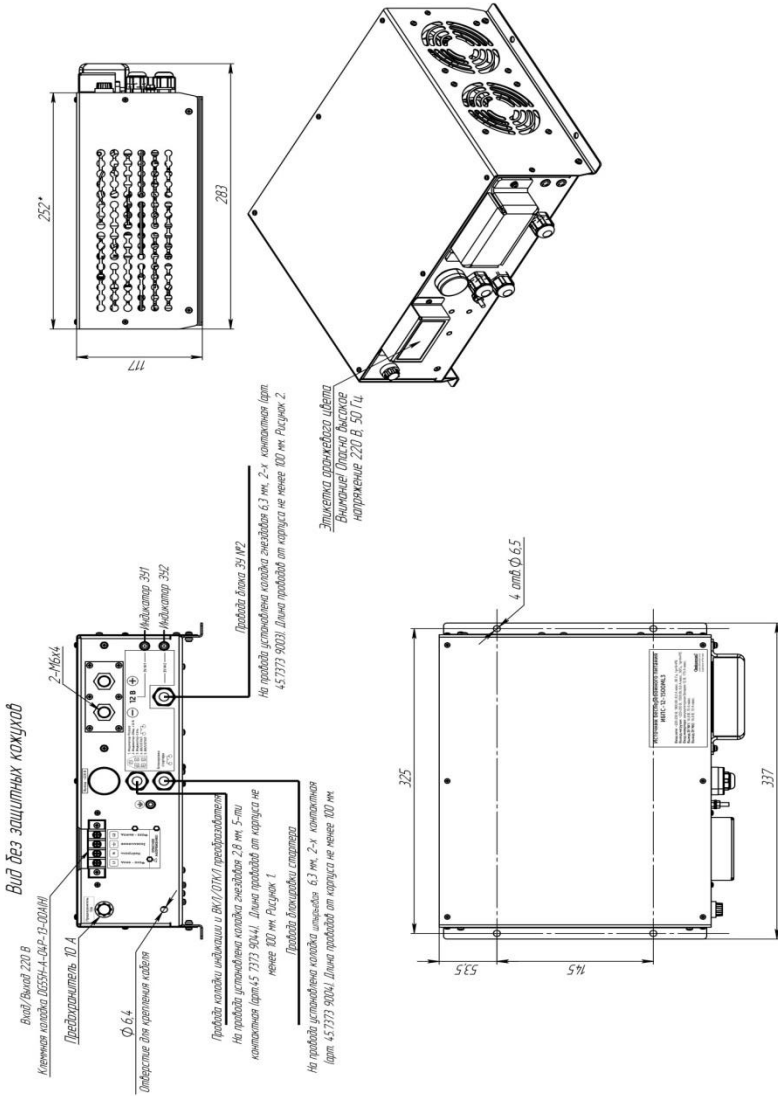 Вид без защитных кожухов
Вход/Выход 220 В
Клеммная колодка DG55H-A-04P-13-00A(H)
Предохранитель 10 А
Ф 6,4
Отверстие для крепления кабеля
2-М6х4
12 В
Индикатор ЗУ1
Индикатор ЗУ2
Провода колодки индикации и ВКЛ/ОТКЛ преобразователя
На провода установлена колодка гнездовая 2,8 мм, 5-ти
контактная (арт.45 7373 9044). Длина проводов от корпуса не
менее 100 мм. Рисунок 1.
Провода блокировки стартера
На провода установлена колодка штыревая 6,3 мм, 2-х контактная
(арт. 45.7373 9004). Длина проводов от корпуса не менее 100 мм.
Провода блока ЗУ №2
На провода установлена колодка гнездовая 6,3 мм, 2-х контактная (арт.
45.7373 9003). Длина проводов от корпуса не менее 100 мм. Рисунок 2.
252*
117
283
Этикетка оранжевого цвета
Внимание! Опасно высокое
напряжение 220 В, 50 Гц.
325
4 отв. Ф 6,5
53,5
145
337
Источник бесперебойного питания
ИБПС-12-1500МL3